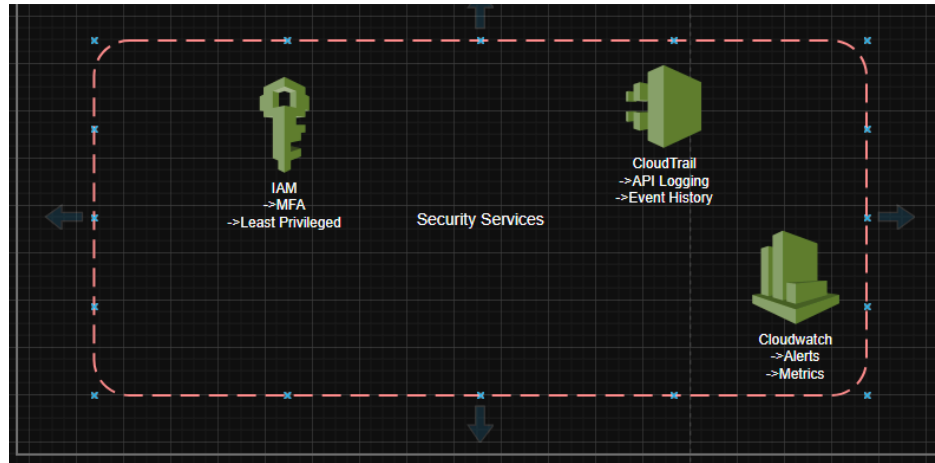 IAM
->MFA
->Least Privileged
CloudTrail
->API Logging
->Event History
Security Services
Cloudwatch
->Alerts
->Metrics